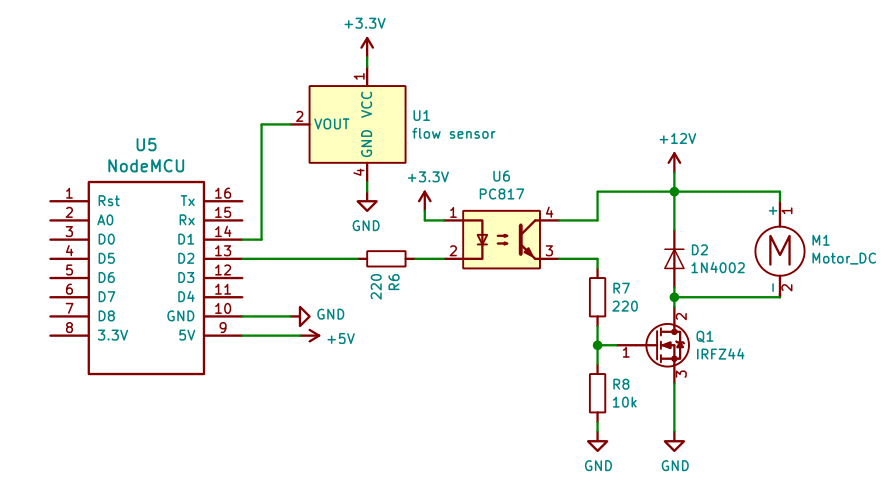 +3.3V
1
VCC
2
VOUT
GND
4
U1
flow sensor
GND
U5
NodeMCU
1 Rst Tx 16
2 A0 Rx 15
3 D0 D1 14
4 D5 D2 13
5 D6 D3 12
6 D7 D4 11
7 D8 GND 10
8 3.3V 5V 9
GND
+5V
220
R6
+3.3V
U6
PC817
1
2
4
3
+12V
D2
1N4002
+
1
M
M1
Motor_DC
-
2
R7
220
2
1
Q1
IRFZ44
3
R8
10k
GND
GND